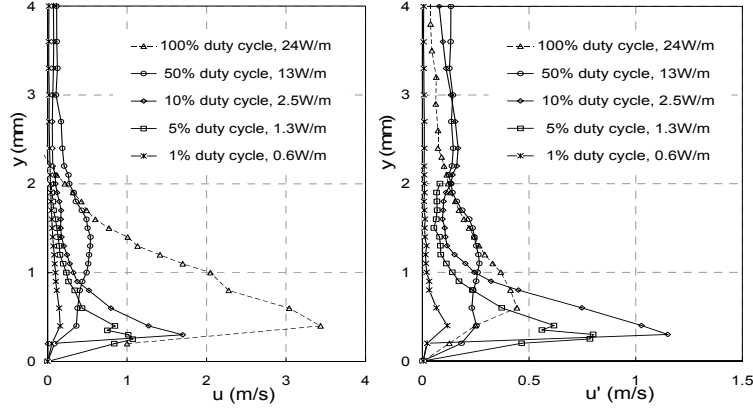 4
3
2
1
0
y (mm)
100% duty cycle, 24W/m
50% duty cycle, 13W/m
10% duty cycle, 2.5W/m
5% duty cycle, 1.3W/m
1% duty cycle, 0.6W/m
0 1 2 3 4
u (m/s)
4
3
2
1
0
y (mm)
100% duty cycle, 24W/m
50% duty cycle, 13W/m
10% duty cycle, 2.5W/m
5% duty cycle, 1.3W/m
1% duty cycle, 0.6W/m
0 0.5 1 1.5
u' (m/s)